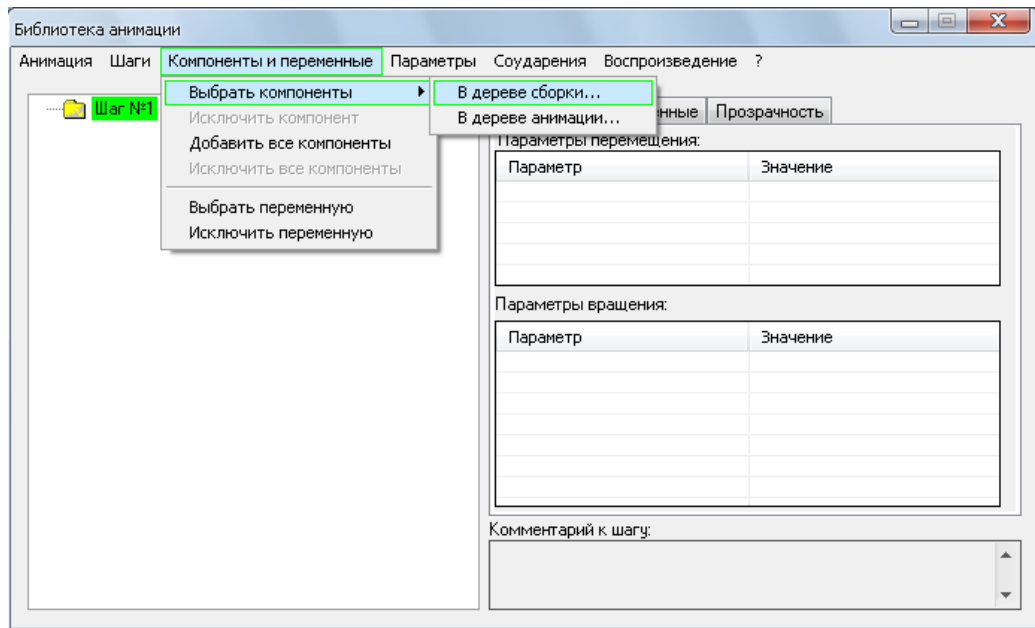 Библиотека анимации
Анимация Шаги Компоненты и переменные Параметры Соударения Воспроизведение ?
Шаг №1
Выбрать компоненты
Исключить компонент
Добавить все компоненты
Исключить все компоненты
Выбрать переменную
Исключить переменную
В дереве сборки...
В дереве анимации...
Прозрачность
Параметры перемещения:
Параметр Значение
Параметры вращения:
Параметр Значение
Комментарий к шагу: